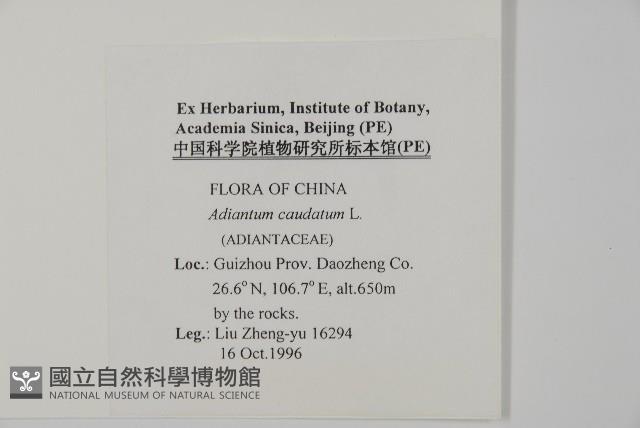 Ex Herbarium, Institute of Botany,
Academia Sinica, Beijing (PE)
中国科学院植物研究所标本馆(PE)
FLORA OF CHINA
Adiantum caudatum L.
(ADIANTACEAE)
Loc.: Guizhou Prov. Daozheng Co.
26.6° N, 106.7° E, alt.650m
by the rocks.
Leg.: Liu Zheng-yu 16294
16 Oct.1996
國立自然科學博物館
NATIONAL MUSEUM OF NATURAL SCIENCE